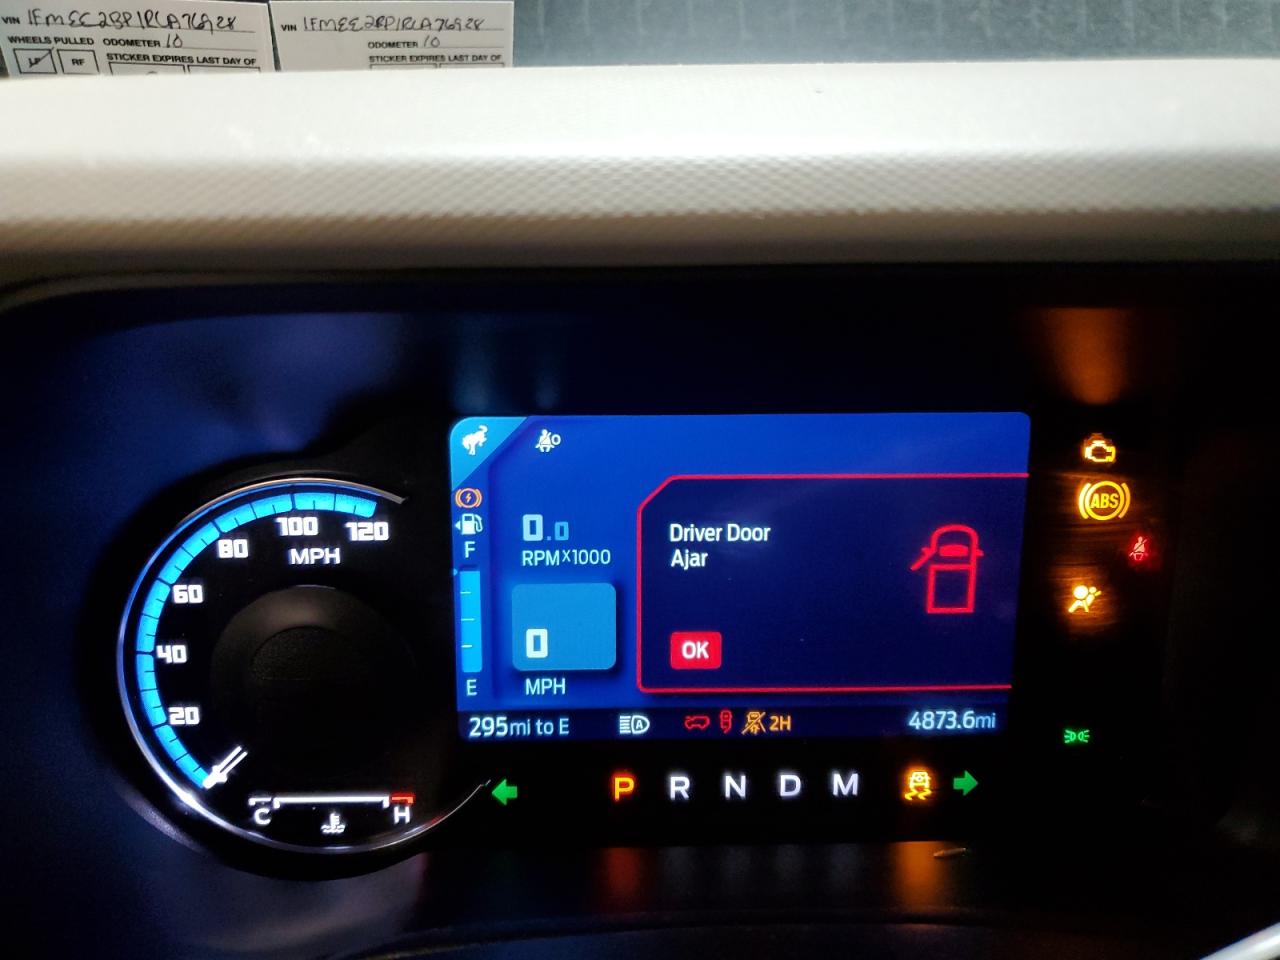 VIN 1FMEE2BP1RLA76928
WHEELS PULLED ODOMETER 10
LF RF STICKER EXPIRES LAST DAY OF
VIN 1FMEE2BP1RLA76928
ODOMETER 10
STICKER EXPIRES LAST DAY OF
120
100
80
MPH
60
40
20
C H
F
E
0.0
RPMX1000
0
MPH
Driver Door
Ajar
OK
295mi to E A 2H 4873.6mi
P R N D M
ABS